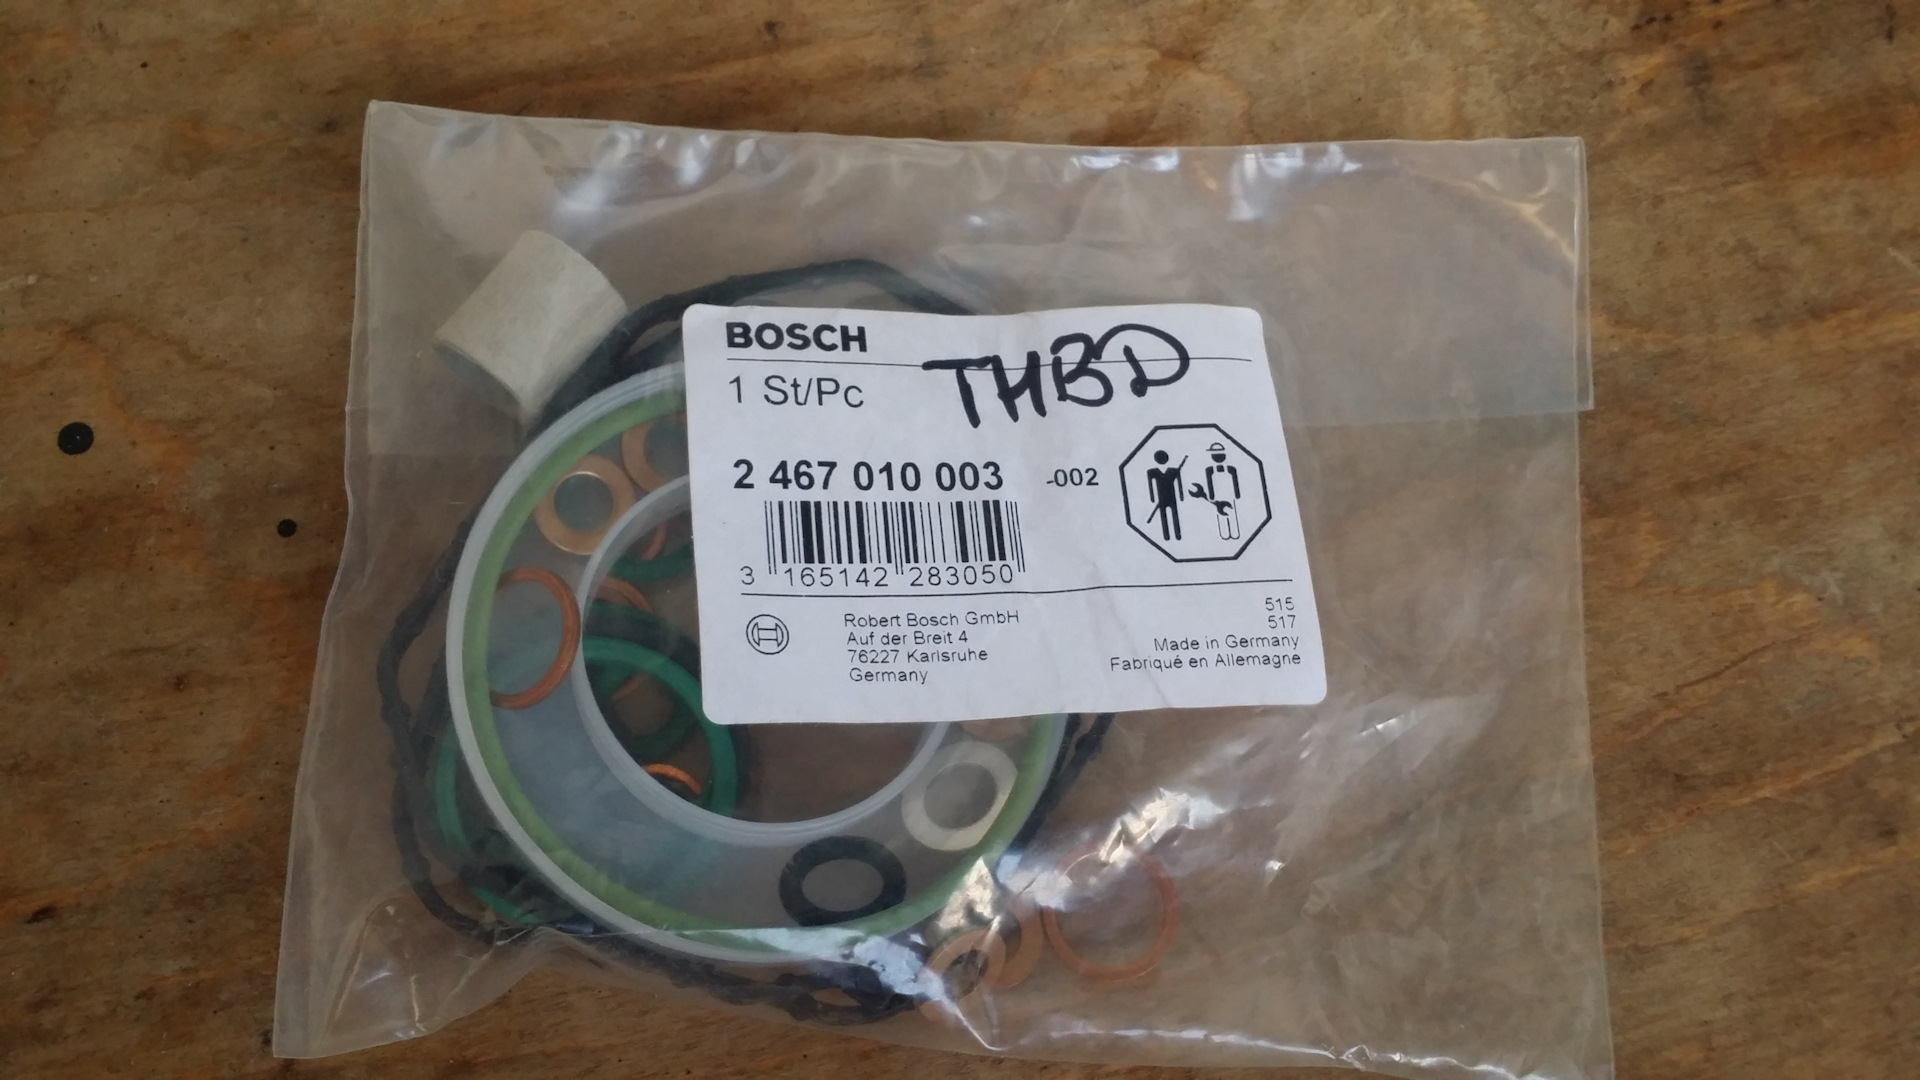 BOSCH
THBD
1 St/Pc
2 467 010 003 -002
3 165142 283050
Robert Bosch GmbH
Auf der Breit 4
76227 Karlsruhe
Germany
515
517
Made in Germany
Fabriqué en Allemagne